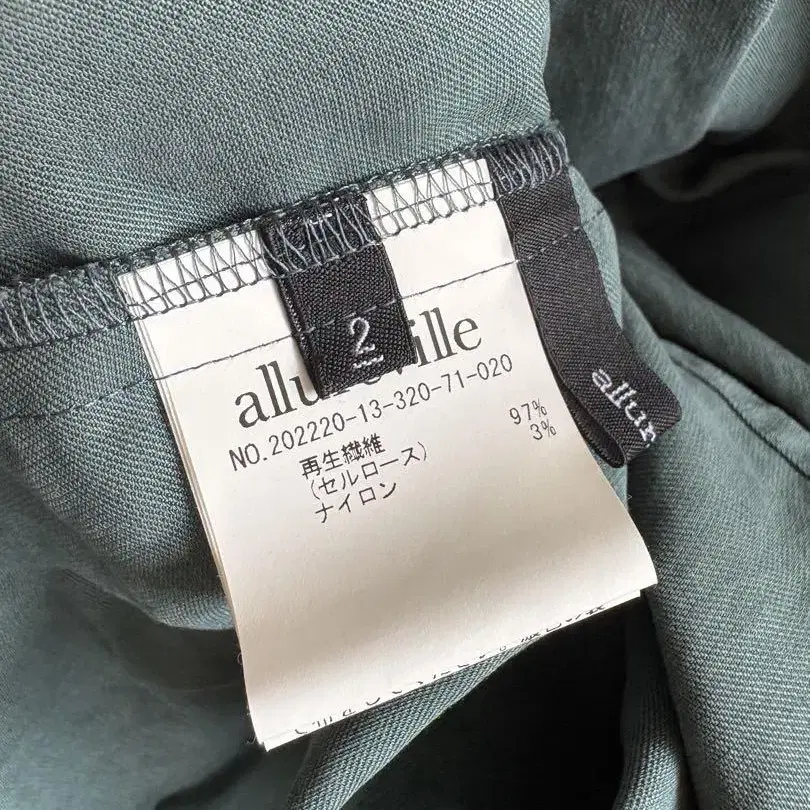 2
allureville
NO.202220-13-320-71-020
再生繊維 97%
(セルロース) 3%
ナイロン
allur